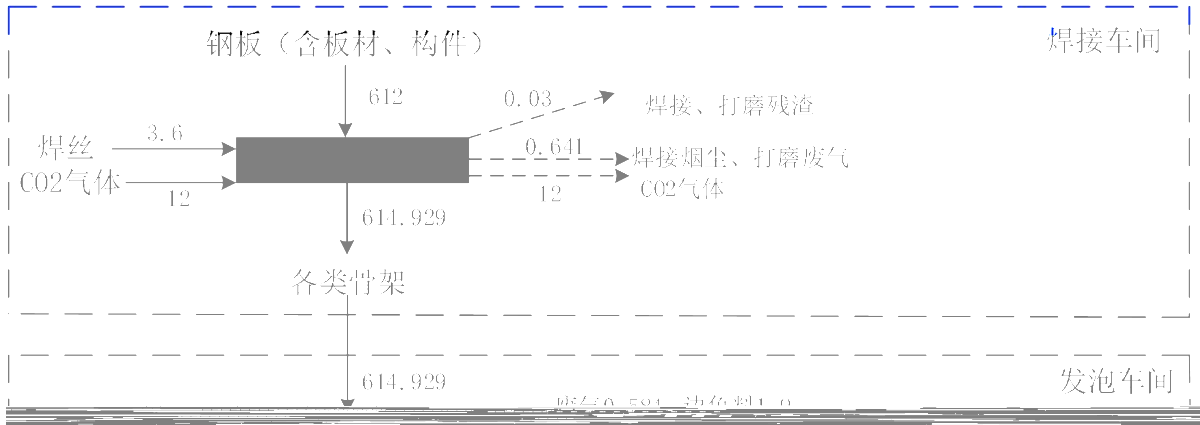 钢板（含板材、构件）
焊接车间
612
0.03
焊接、打磨残渣
3.6
焊丝
0.641
焊接烟尘、打磨废气
CO2气体
12
12
CO2气体
614.929
各类骨架
614.929
发泡车间